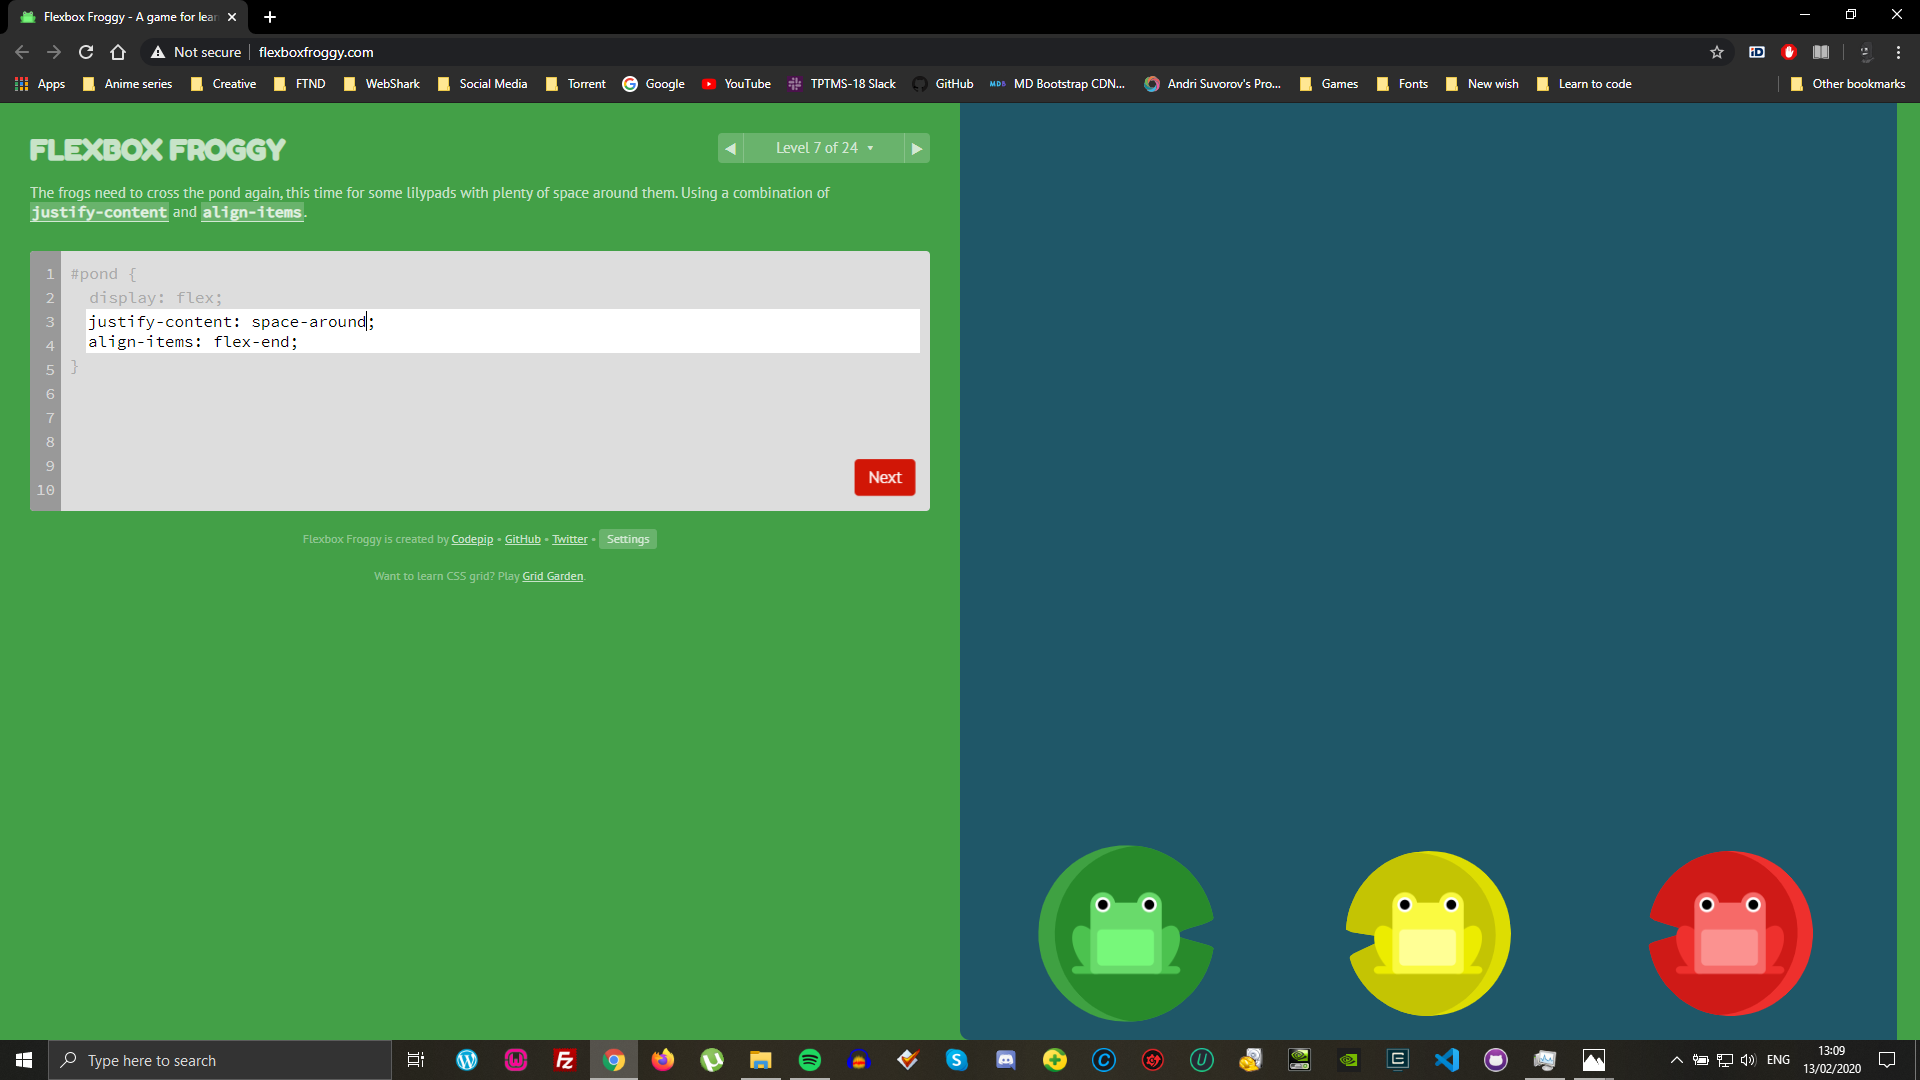 Flexbox Froggy - A game for lear
Not secure flexboxfroggy.com
Apps Anime series Creative FTND WebShark Social Media Torrent Google YouTube TPTMS-18 Slack GitHub MD Bootstrap CDN... Andri Suvorov's Pro... Games Fonts New wish Learn to code Other bookmarks
FLEXBOX FROGGY
Level 7 of 24
The frogs need to cross the pond again, this time for some lilypads with plenty of space around them. Using a combination of
justify-content and align-items.
1 #pond {
2 display: flex;
3 justify-content: space-around;
4 align-items: flex-end;
5 }
6
7
8
9
10
Next
Flexbox Froggy is created by Codepip • GitHub • Twitter • Settings
Want to learn CSS grid? Play Grid Garden.
Type here to search
ENG
13:09
13/02/2020